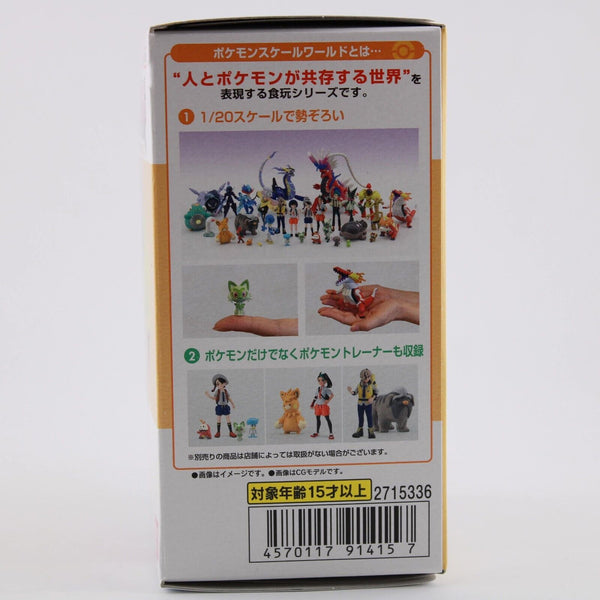 ポケモンスケールワールドとは…
“人とポケモンが共存する世界”を
表現する食玩シリーズです。
1 1/20スケールで勢ぞろい
2 ポケモンだけでなくポケモントレーナーも収録
※別売りの商品は店舗によっては取扱がない場合がございます。
●画像はイメージです。 ●画像はCGモデルです。
対象年齢15才以上 2715336
4570117 914157